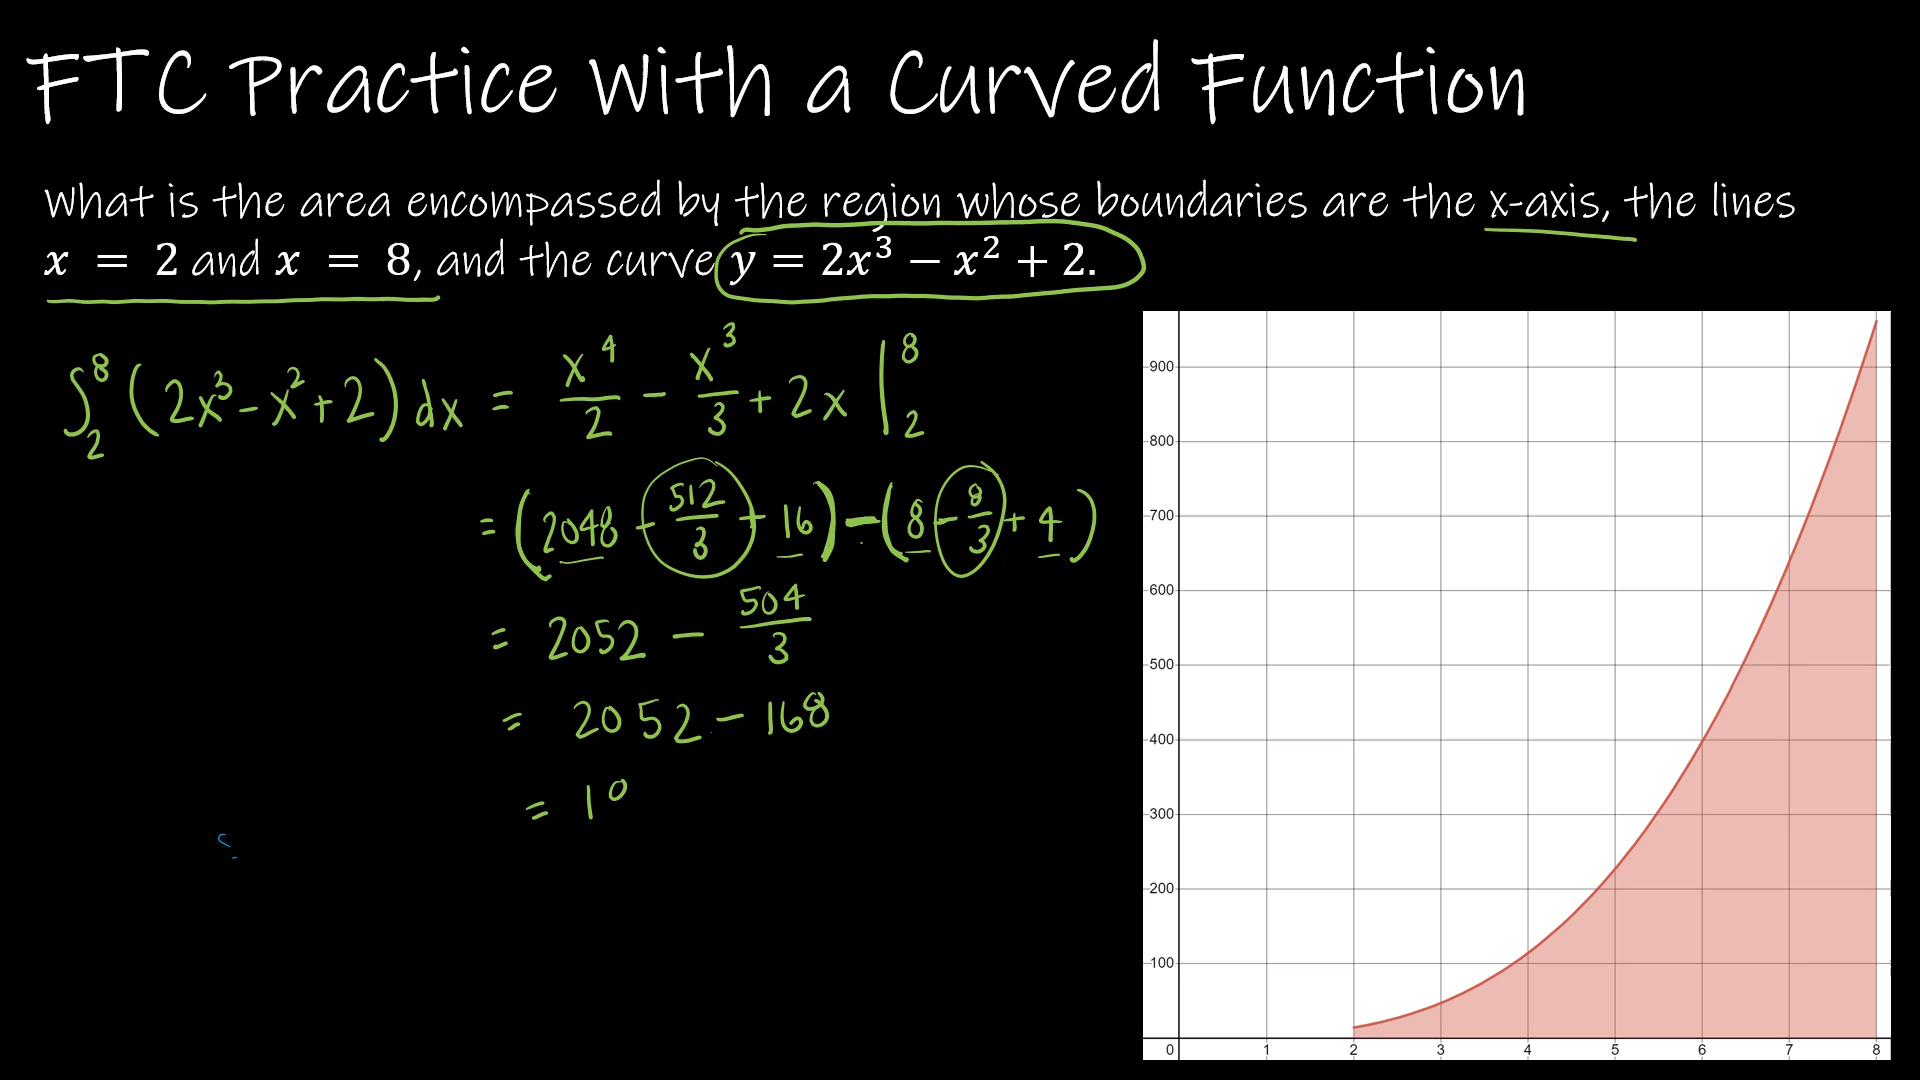 FTC Practice With a Curved Function
What is the area encompassed by the region whose boundaries are the x-axis, the lines
x = 2 and x = 8, and the curve y = 2x³ − x² + 2.
∫₂⁸ (2x³ - x² + 2) dx = x⁴/2 - x³/3 + 2x |₂⁸
= (2048 - 512/3 + 16) - (8 - 8/3 + 4)
= 2052 - 504/3
= 2052 - 168
= 10
900
800
700
600
500
400
300
200
100
0 1 2 3 4 5 6 7 8